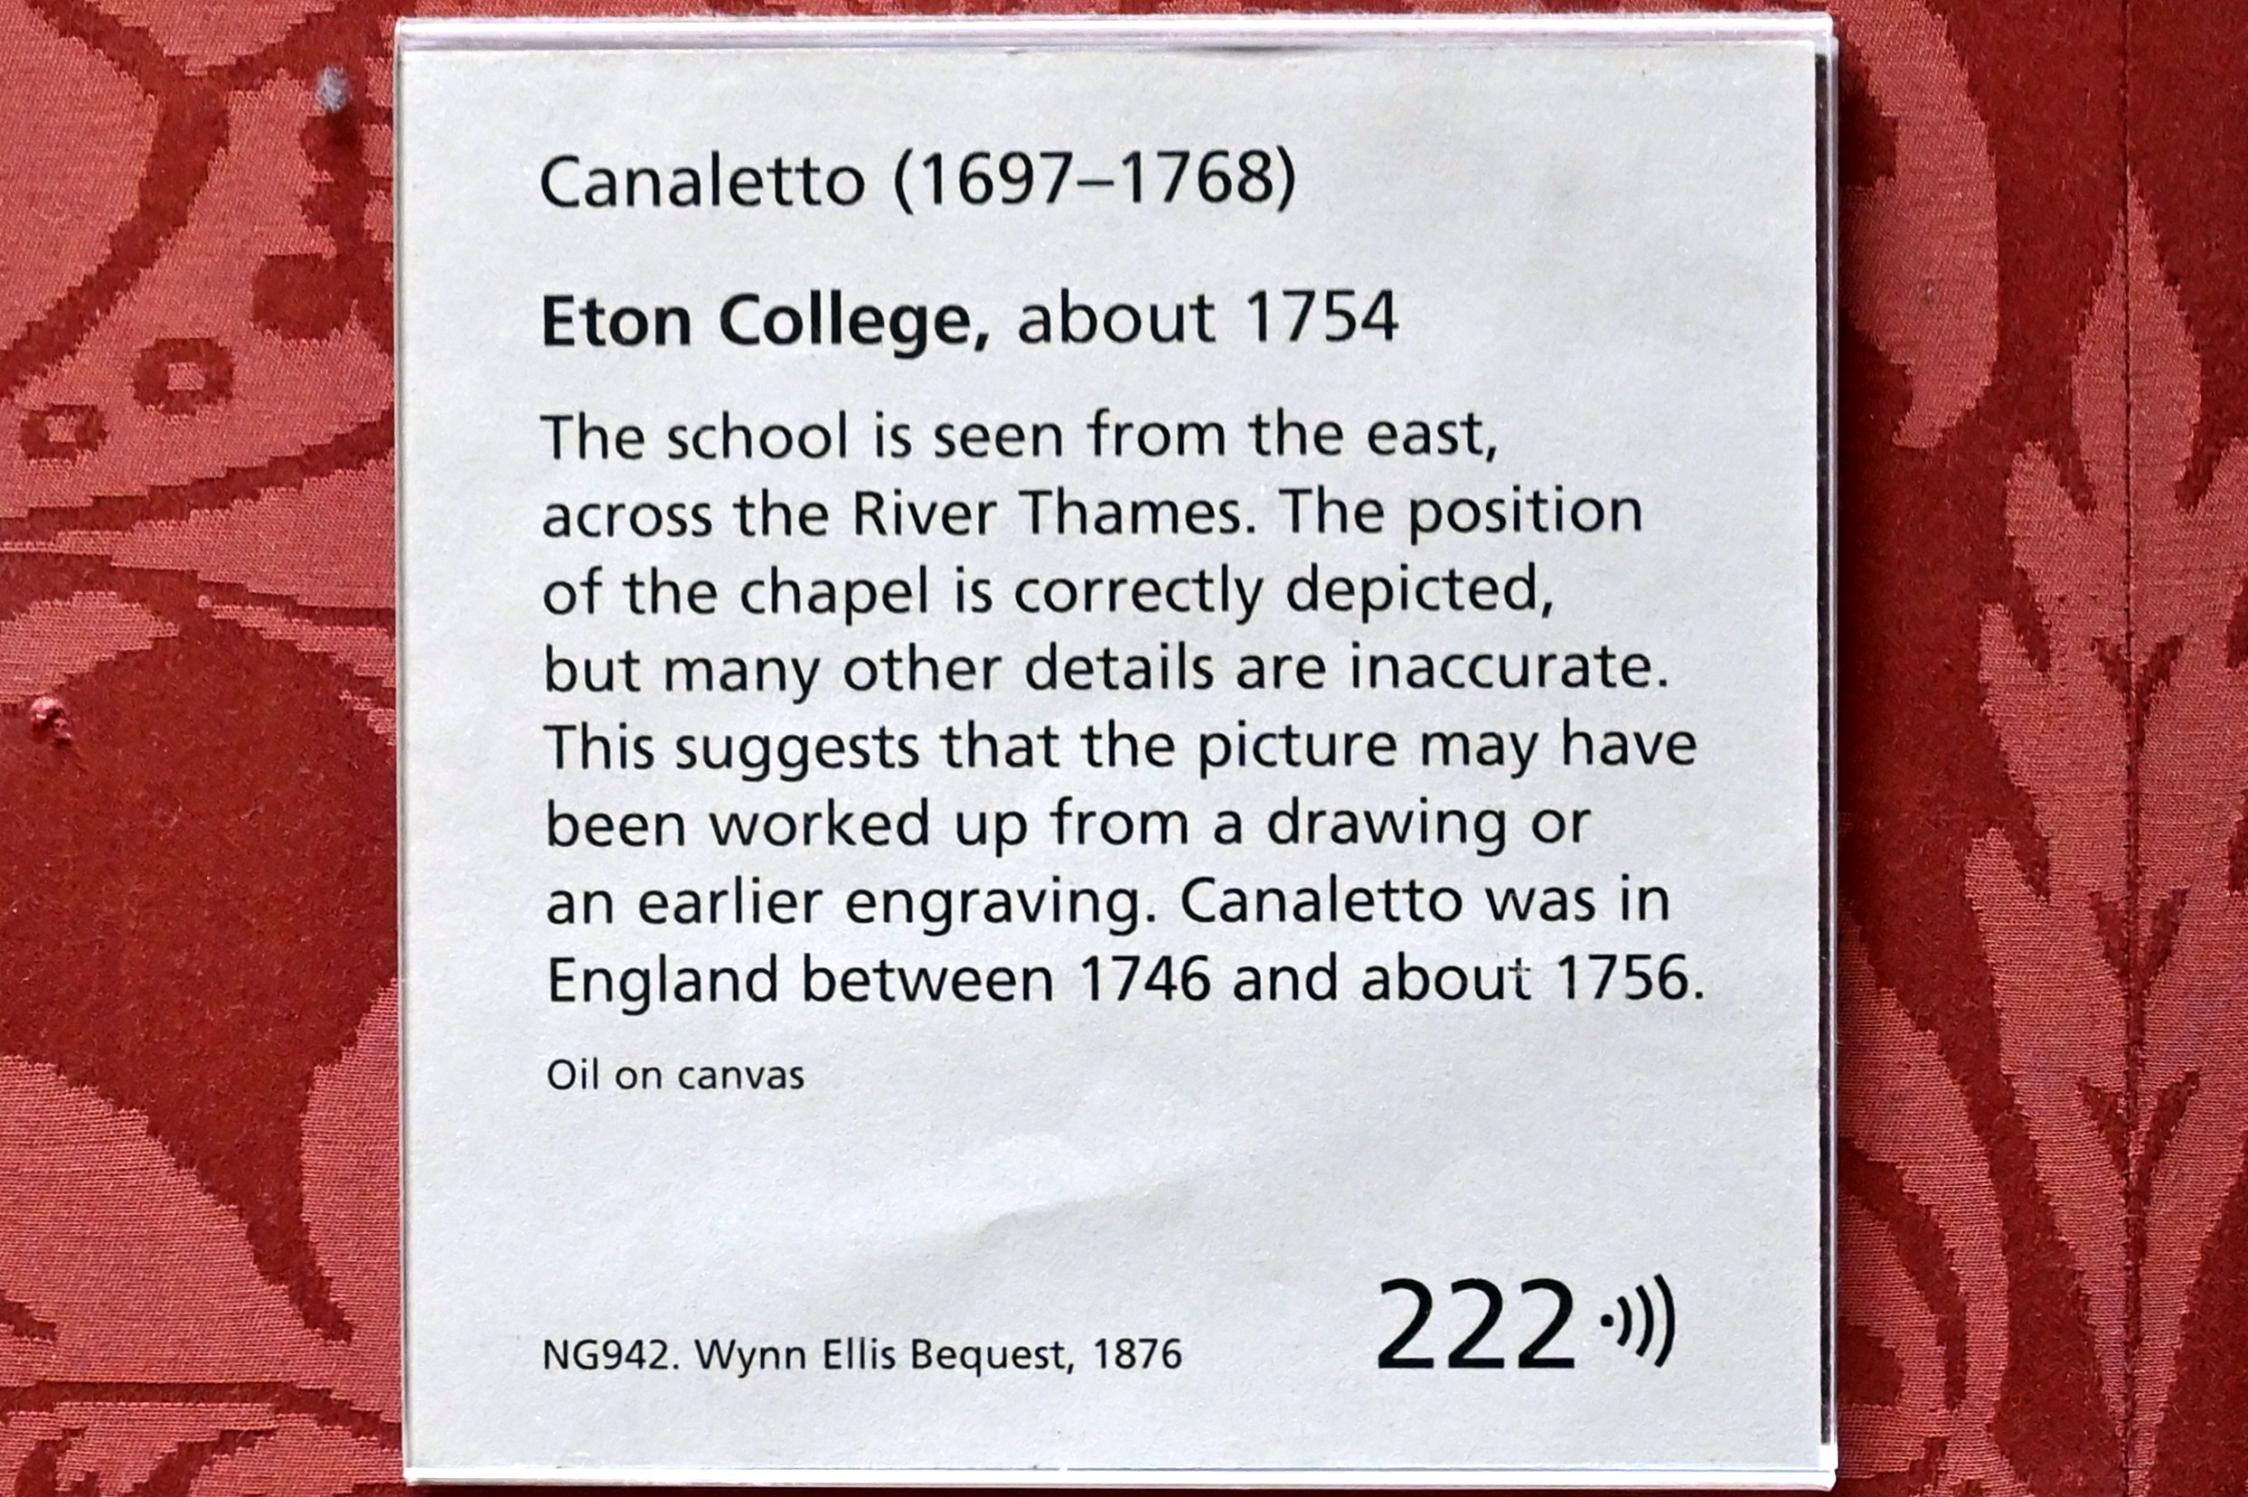 Canaletto (1697–1768)
Eton College, about 1754
The school is seen from the east,
across the River Thames. The position
of the chapel is correctly depicted,
but many other details are inaccurate.
This suggests that the picture may have
been worked up from a drawing or
an earlier engraving. Canaletto was in
England between 1746 and about 1756.
Oil on canvas
NG942. Wynn Ellis Bequest, 1876
222